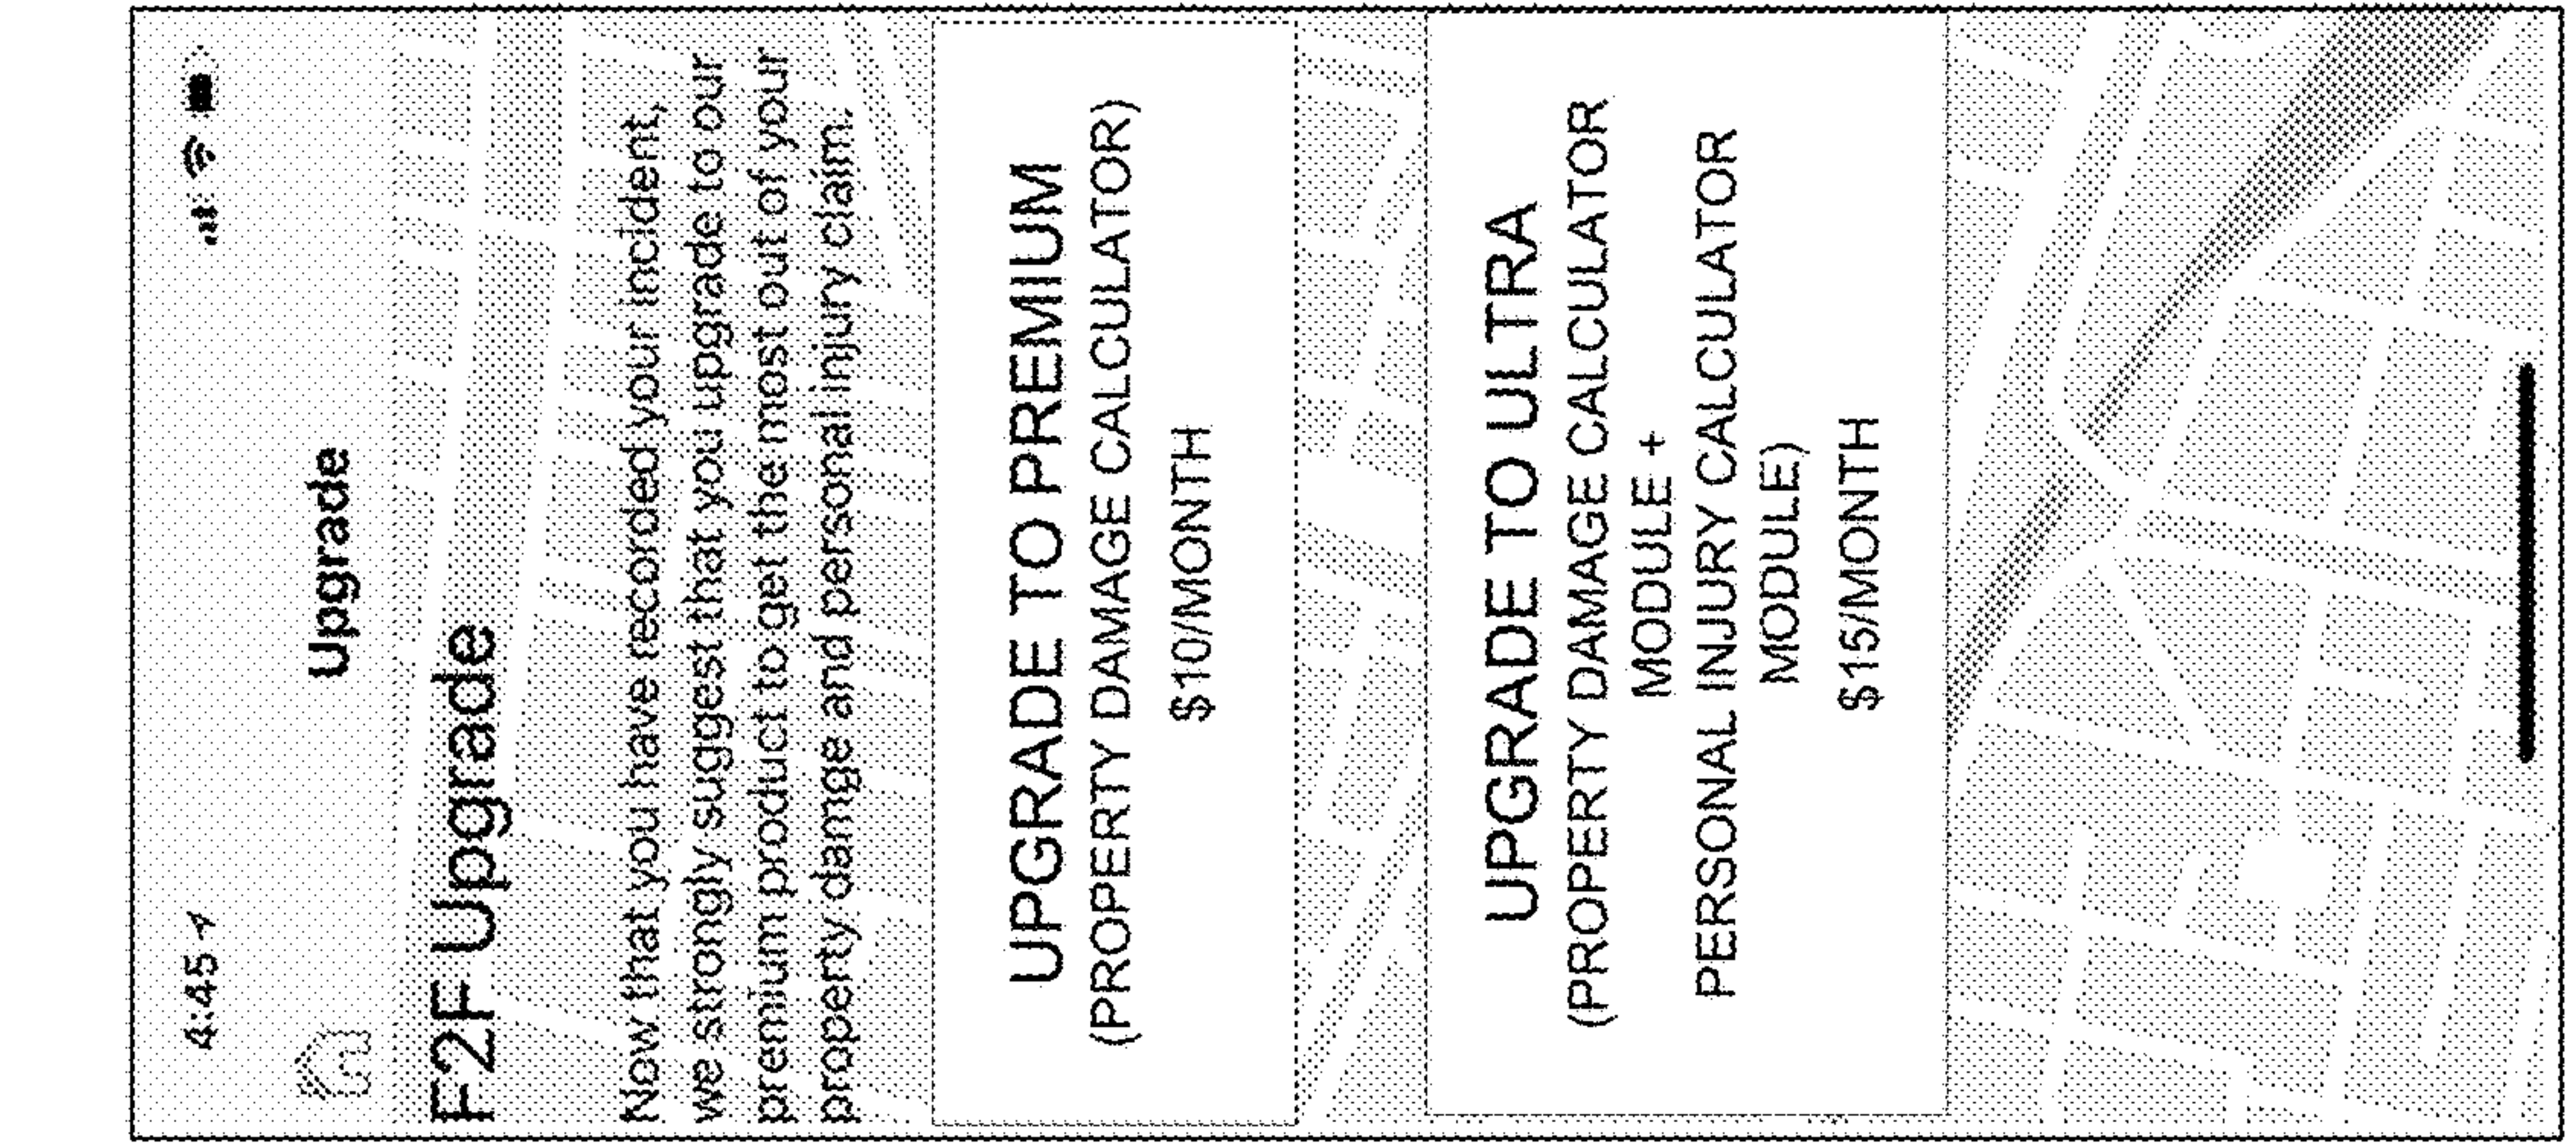 4:45
Upgrade
F2F Upgrade
Now that you have recorded your incident,
we strongly suggest that you upgrade to our
premium product to get the most out of your
property damge and personal injury claim.
UPGRADE TO PREMIUM
(PROPERTY DAMAGE CALCULATOR)
$10/MONTH
UPGRADE TO ULTRA
(PROPERTY DAMAGE CALCULATOR
MODULE +
PERSONAL INJURY CALCULATOR
MODULE)
$15/MONTH